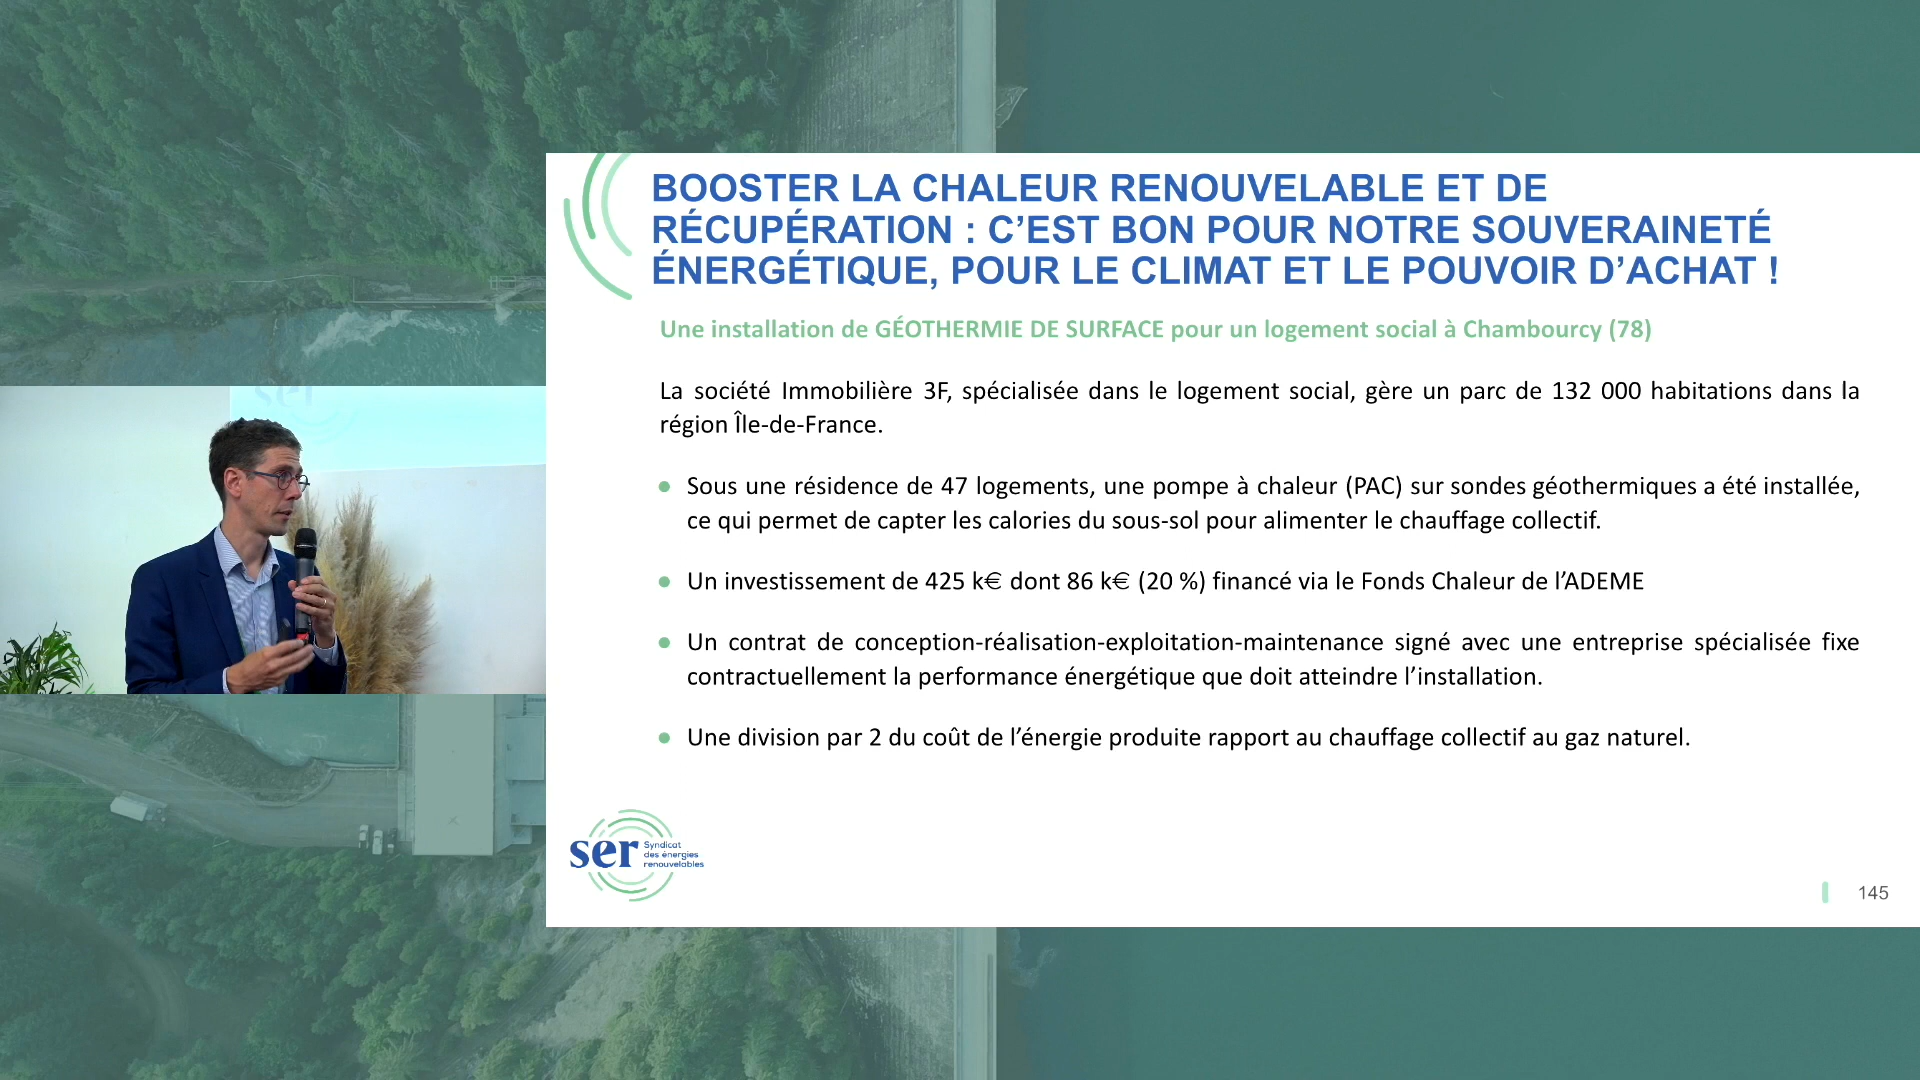 BOOSTER LA CHALEUR RENOUVELABLE ET DE
RÉCUPÉRATION : C’EST BON POUR NOTRE SOUVERAINETÉ
ÉNERGÉTIQUE, POUR LE CLIMAT ET LE POUVOIR D’ACHAT !
Une installation de GÉOTHERMIE DE SURFACE pour un logement social à Chambourcy (78)
La société Immobilière 3F, spécialisée dans le logement social, gère un parc de 132 000 habitations dans la
région Île-de-France.
● Sous une résidence de 47 logements, une pompe à chaleur (PAC) sur sondes géothermiques a été installée,
ce qui permet de capter les calories du sous-sol pour alimenter le chauffage collectif.
● Un investissement de 425 k€ dont 86 k€ (20 %) financé via le Fonds Chaleur de l’ADEME
● Un contrat de conception-réalisation-exploitation-maintenance signé avec une entreprise spécialisée fixe
contractuellement la performance énergétique que doit atteindre l’installation.
● Une division par 2 du coût de l’énergie produite rapport au chauffage collectif au gaz naturel.
ser
Syndicat
des énergies
renouvelables
145
ser